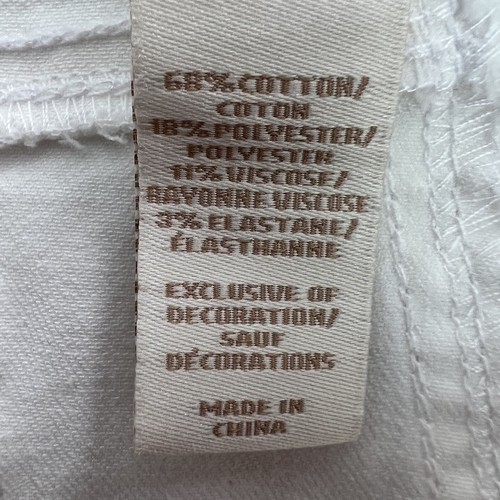 68% COTTON/
COTON
18% POLYESTER/
POLYESTER
11% VISCOSE/
RAYONNE VISCOSE
3% ELASTANE/
ÉLASTHANNE
EXCLUSIVE OF
DECORATION/
SAUF
DÉCORATIONS
MADE IN
CHINA